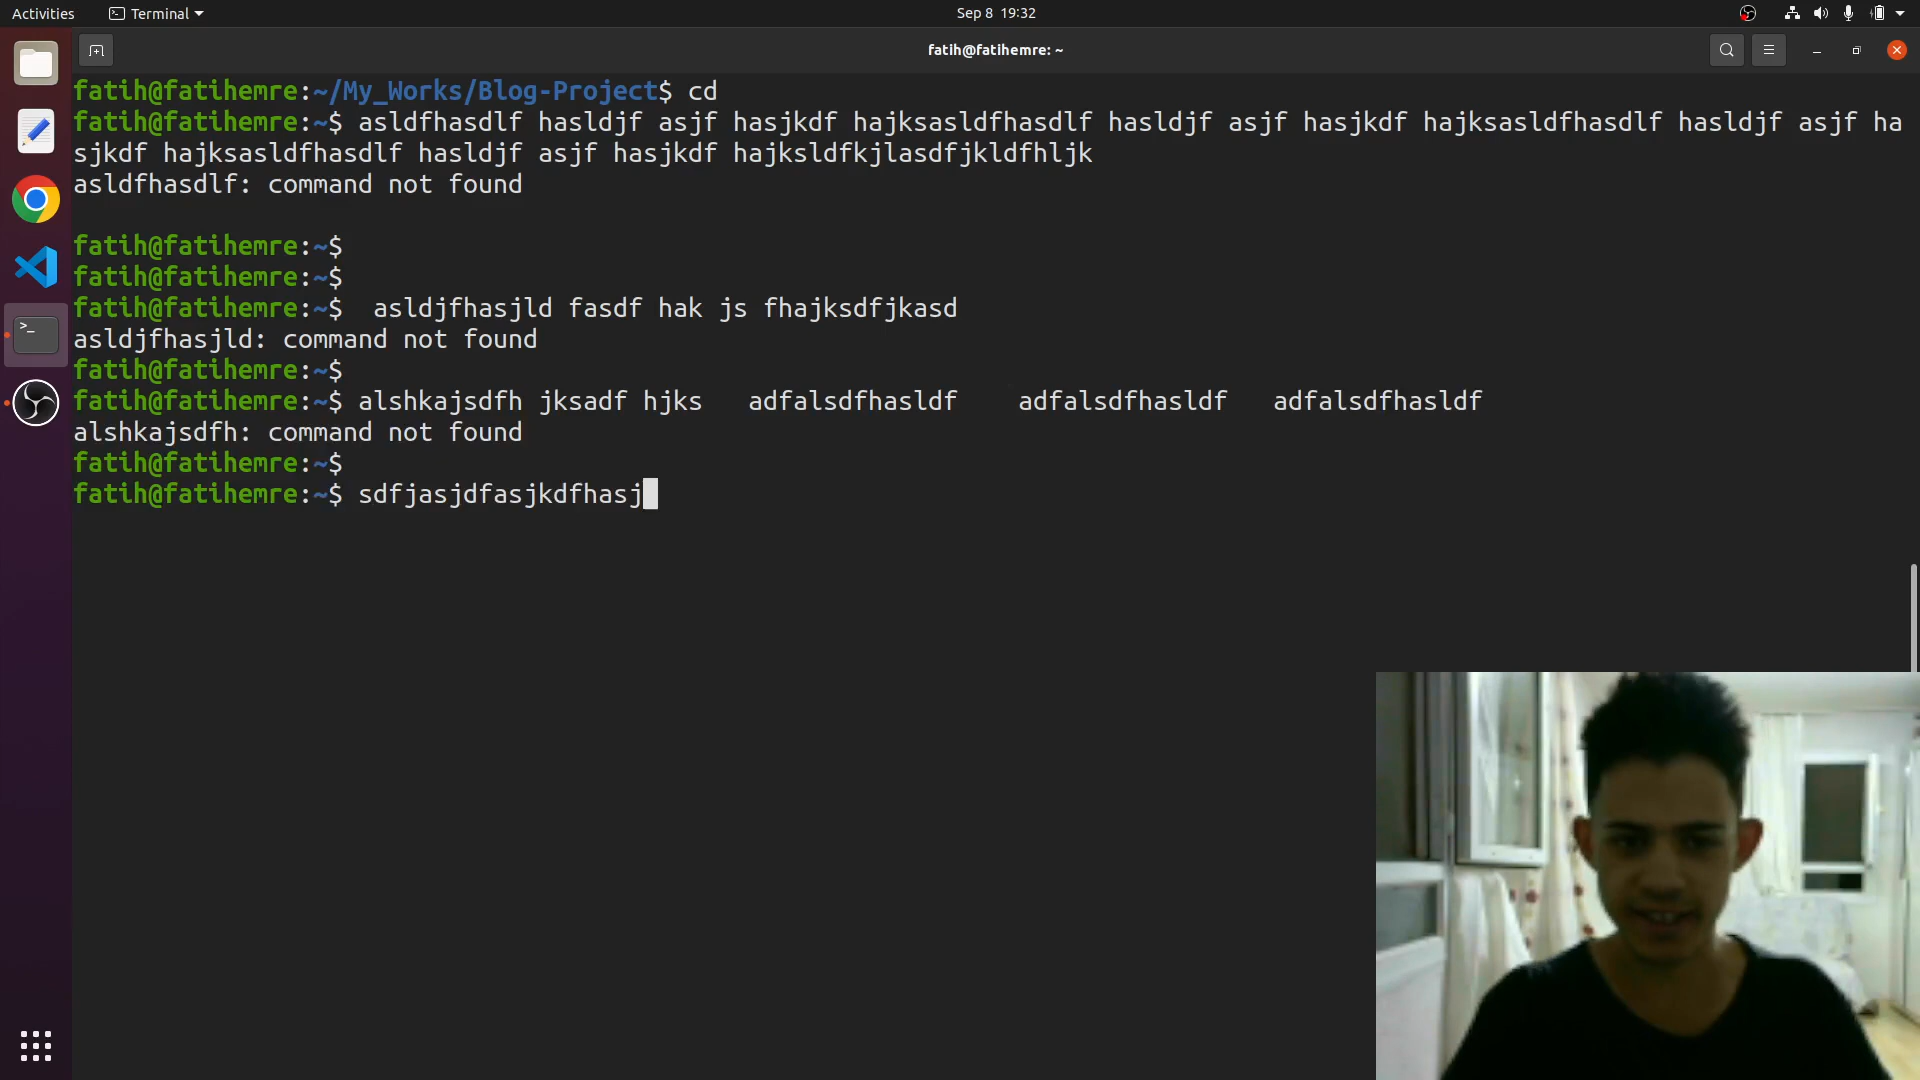 Activities Terminal Sep 8 19:32
fatih@fatihemre: ~
fatih@fatihemre:~/My_Works/Blog-Project$ cd
fatih@fatihemre:~$ asldfhasdlf hasldjf asjf hasjkdf hajksasldfhasdlf hasldjf asjf hasjkdf hajksasldfhasdlf hasldjf asjf ha
sjkdf hajksasldfhasdlf hasldjf asjf hasjkdf hajksldfkjlasdfjkldfhljk
asldfhasdlf: command not found
fatih@fatihemre:~$
fatih@fatihemre:~$
fatih@fatihemre:~$  asldjfhasjld fasdf hak js fhajksdfjkasd
asldjfhasjld: command not found
fatih@fatihemre:~$
fatih@fatihemre:~$ alshkajsdfh jksadf hjks   adfalsdfhasldf    adfalsdfhasldf   adfalsdfhasldf
alshkajsdfh: command not found
fatih@fatihemre:~$
fatih@fatihemre:~$ sdfjasjdfasjkdfhasj